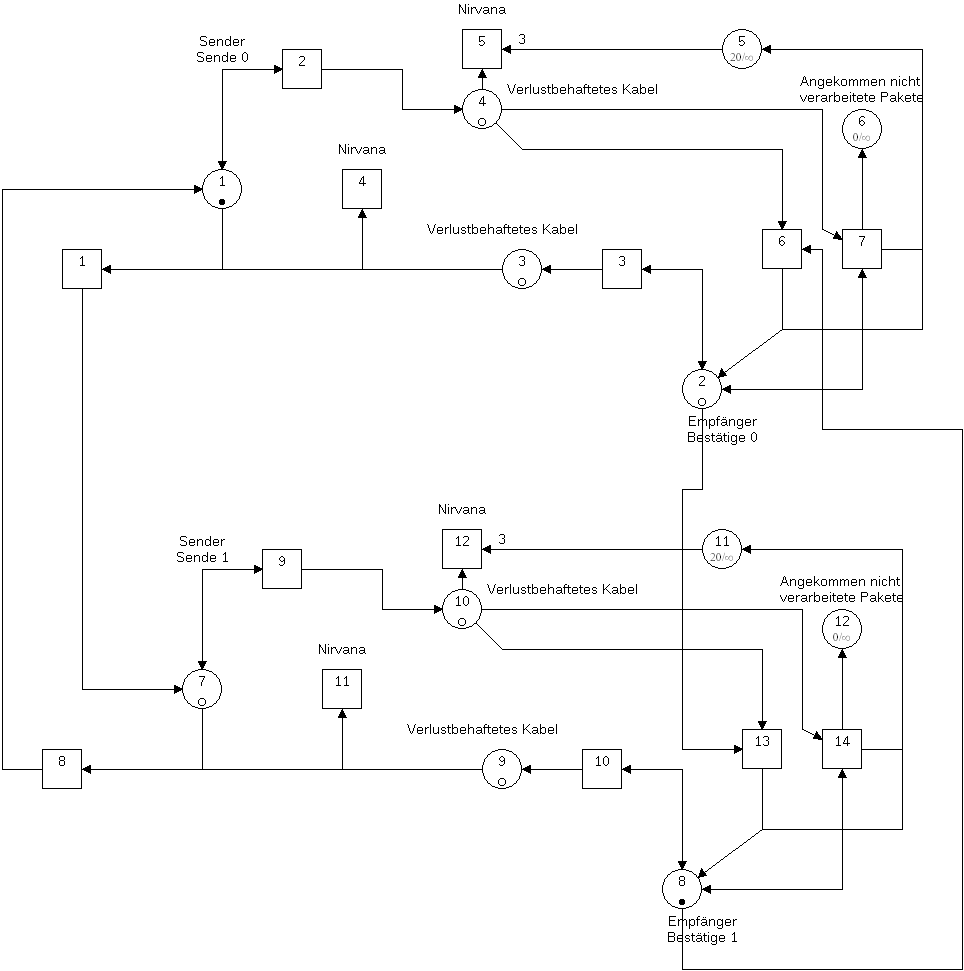 Nirvana
Sender
Sende 0
2
5
3
5
20/∞
Angekommen nicht
verarbeitete Pakete
4
Verlustbehaftetes Kabel
6
0/∞
Nirvana
1
4
Verlustbehaftetes Kabel
6
7
1
3
3
2
Empfänger
Bestätige 0
Nirvana
Sender
Sende 1
9
12
3
11
20/∞
Angekommen nicht
verarbeitete Pakete
10
Verlustbehaftetes Kabel
12
0/∞
Nirvana
7
11
Verlustbehaftetes Kabel
13
14
8
9
10
8
Empfänger
Bestätige 1